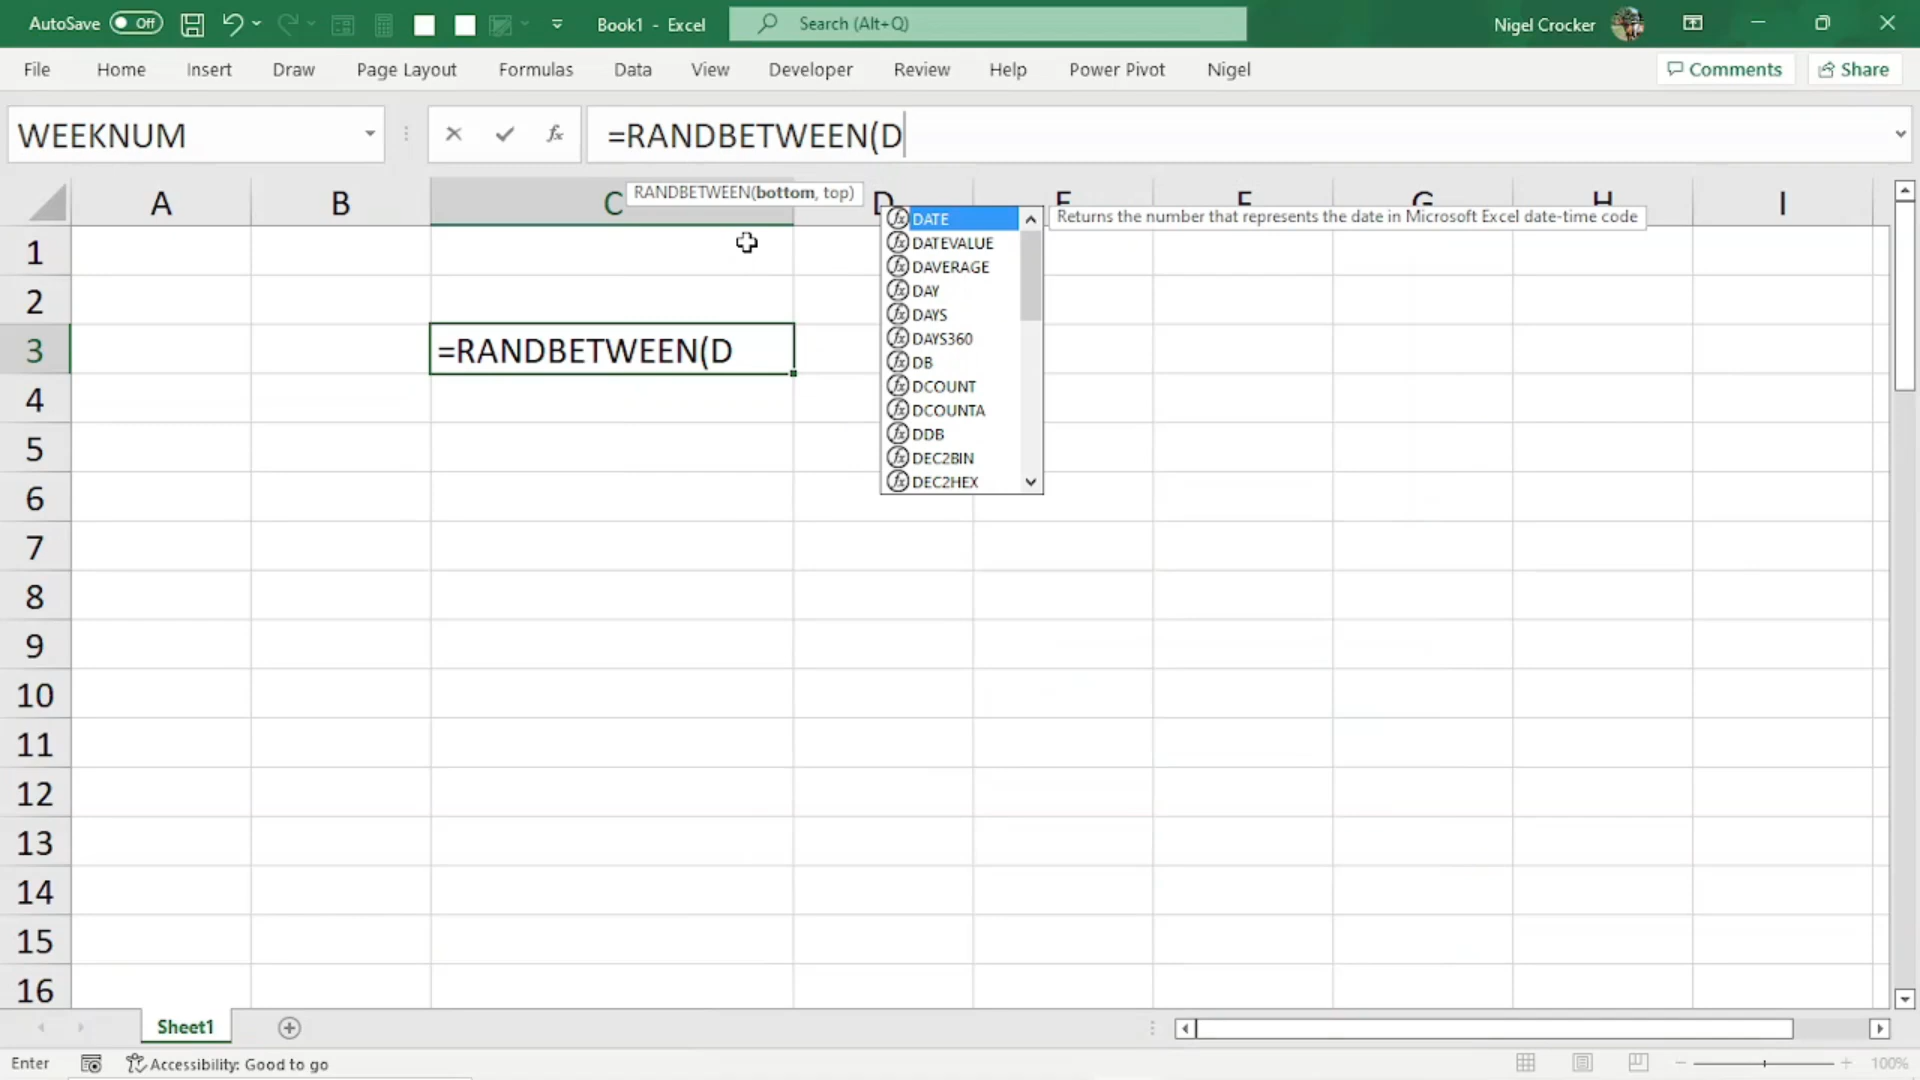 AutoSave Off Book1 - Excel Search (Alt+Q) Nigel Crocker
File Home Insert Draw Page Layout Formulas Data View Developer Review Help Power Pivot Nigel Comments Share
WEEKNUM fx =RANDBETWEEN(D
RANDBETWEEN(bottom, top)
A B C D E F G H I
DATE Returns the number that represents the date in Microsoft Excel date-time code
DATEVALUE
DAVERAGE
DAY
DAYS
DAYS360
DB
DCOUNT
DCOUNTA
DDB
DEC2BIN
DEC2HEX
1
2
3 =RANDBETWEEN(D
4
5
6
7
8
9
10
11
12
13
14
15
16
Sheet1
Enter Accessibility: Good to go 100%